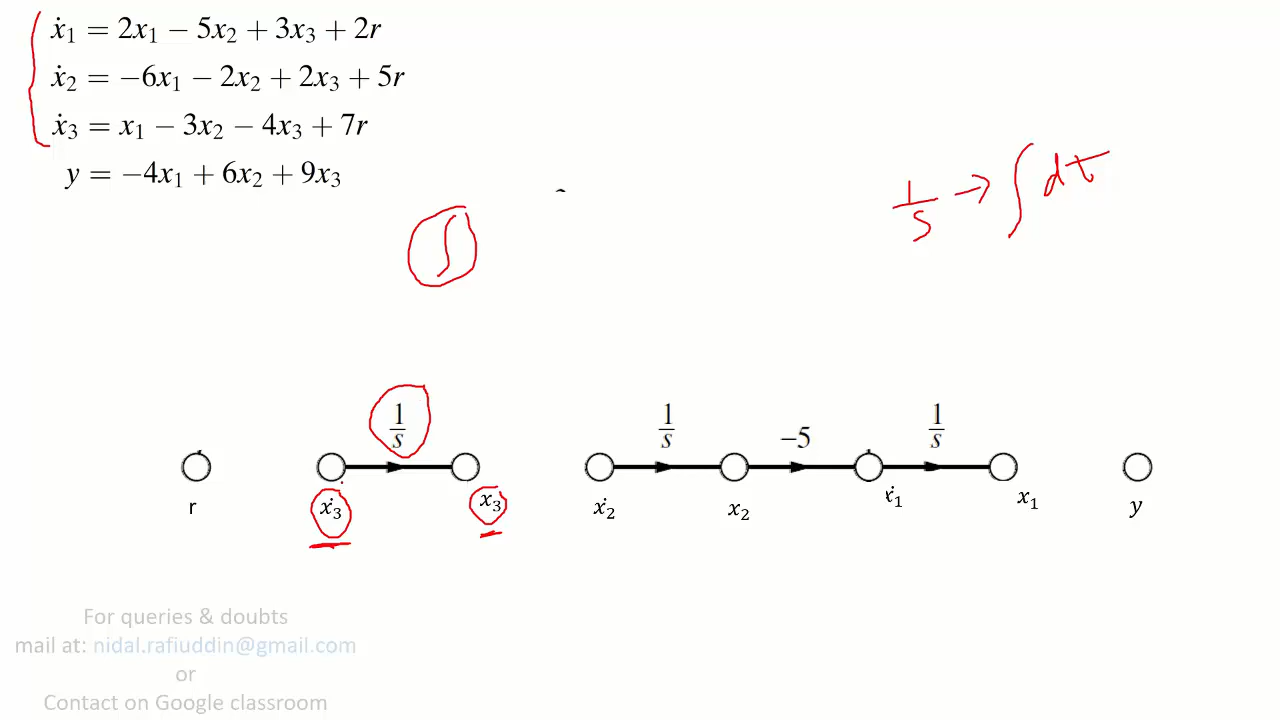 ẋ₁ = 2x₁ − 5x₂ + 3x₃ + 2r
ẋ₂ = −6x₁ − 2x₂ + 2x₃ + 5r
ẋ₃ = x₁ − 3x₂ − 4x₃ + 7r
y = −4x₁ + 6x₂ + 9x₃
1/s → ∫ dt
∫
1/s 1/s −5 1/s
r ẋ₃ x₃ ẋ₂ x₂ ẋ₁ x₁ y
For queries & doubts
mail at: nidal.rafiuddin@gmail.com
or
Contact on Google classroom